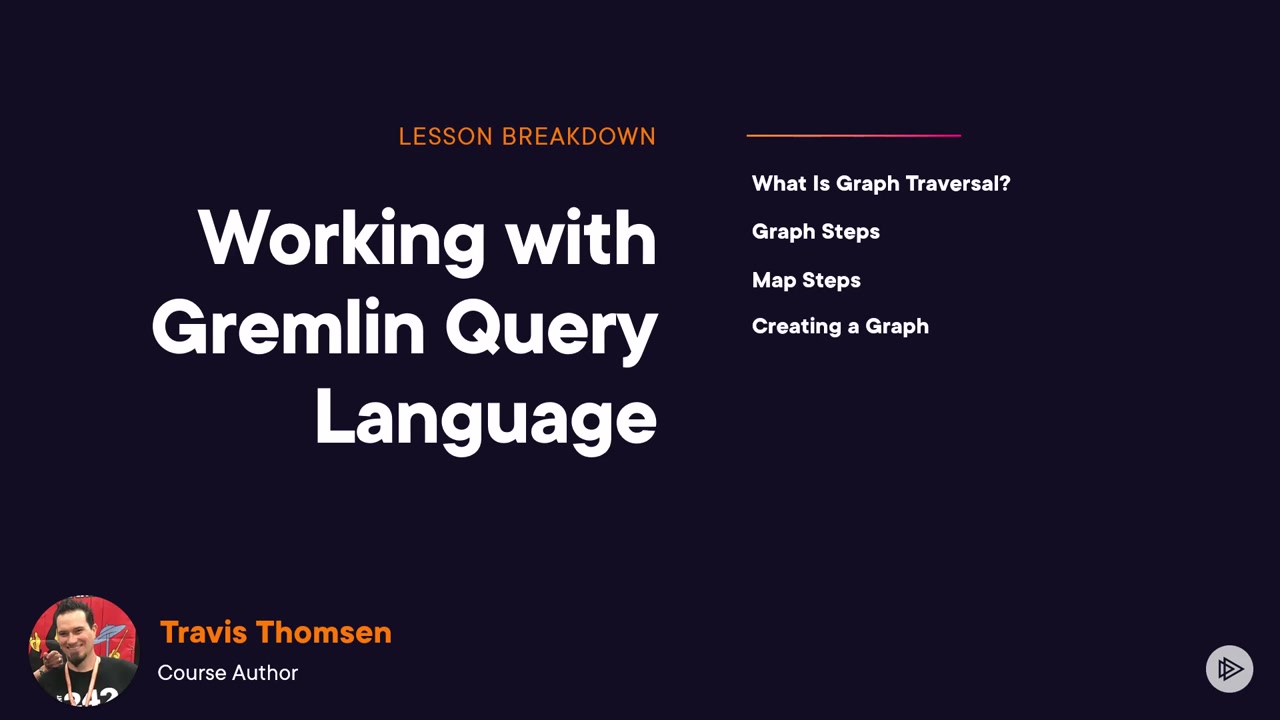 LESSON BREAKDOWN
Working with
Gremlin Query
Language
What Is Graph Traversal?
Graph Steps
Map Steps
Creating a Graph
Travis Thomsen
Course Author